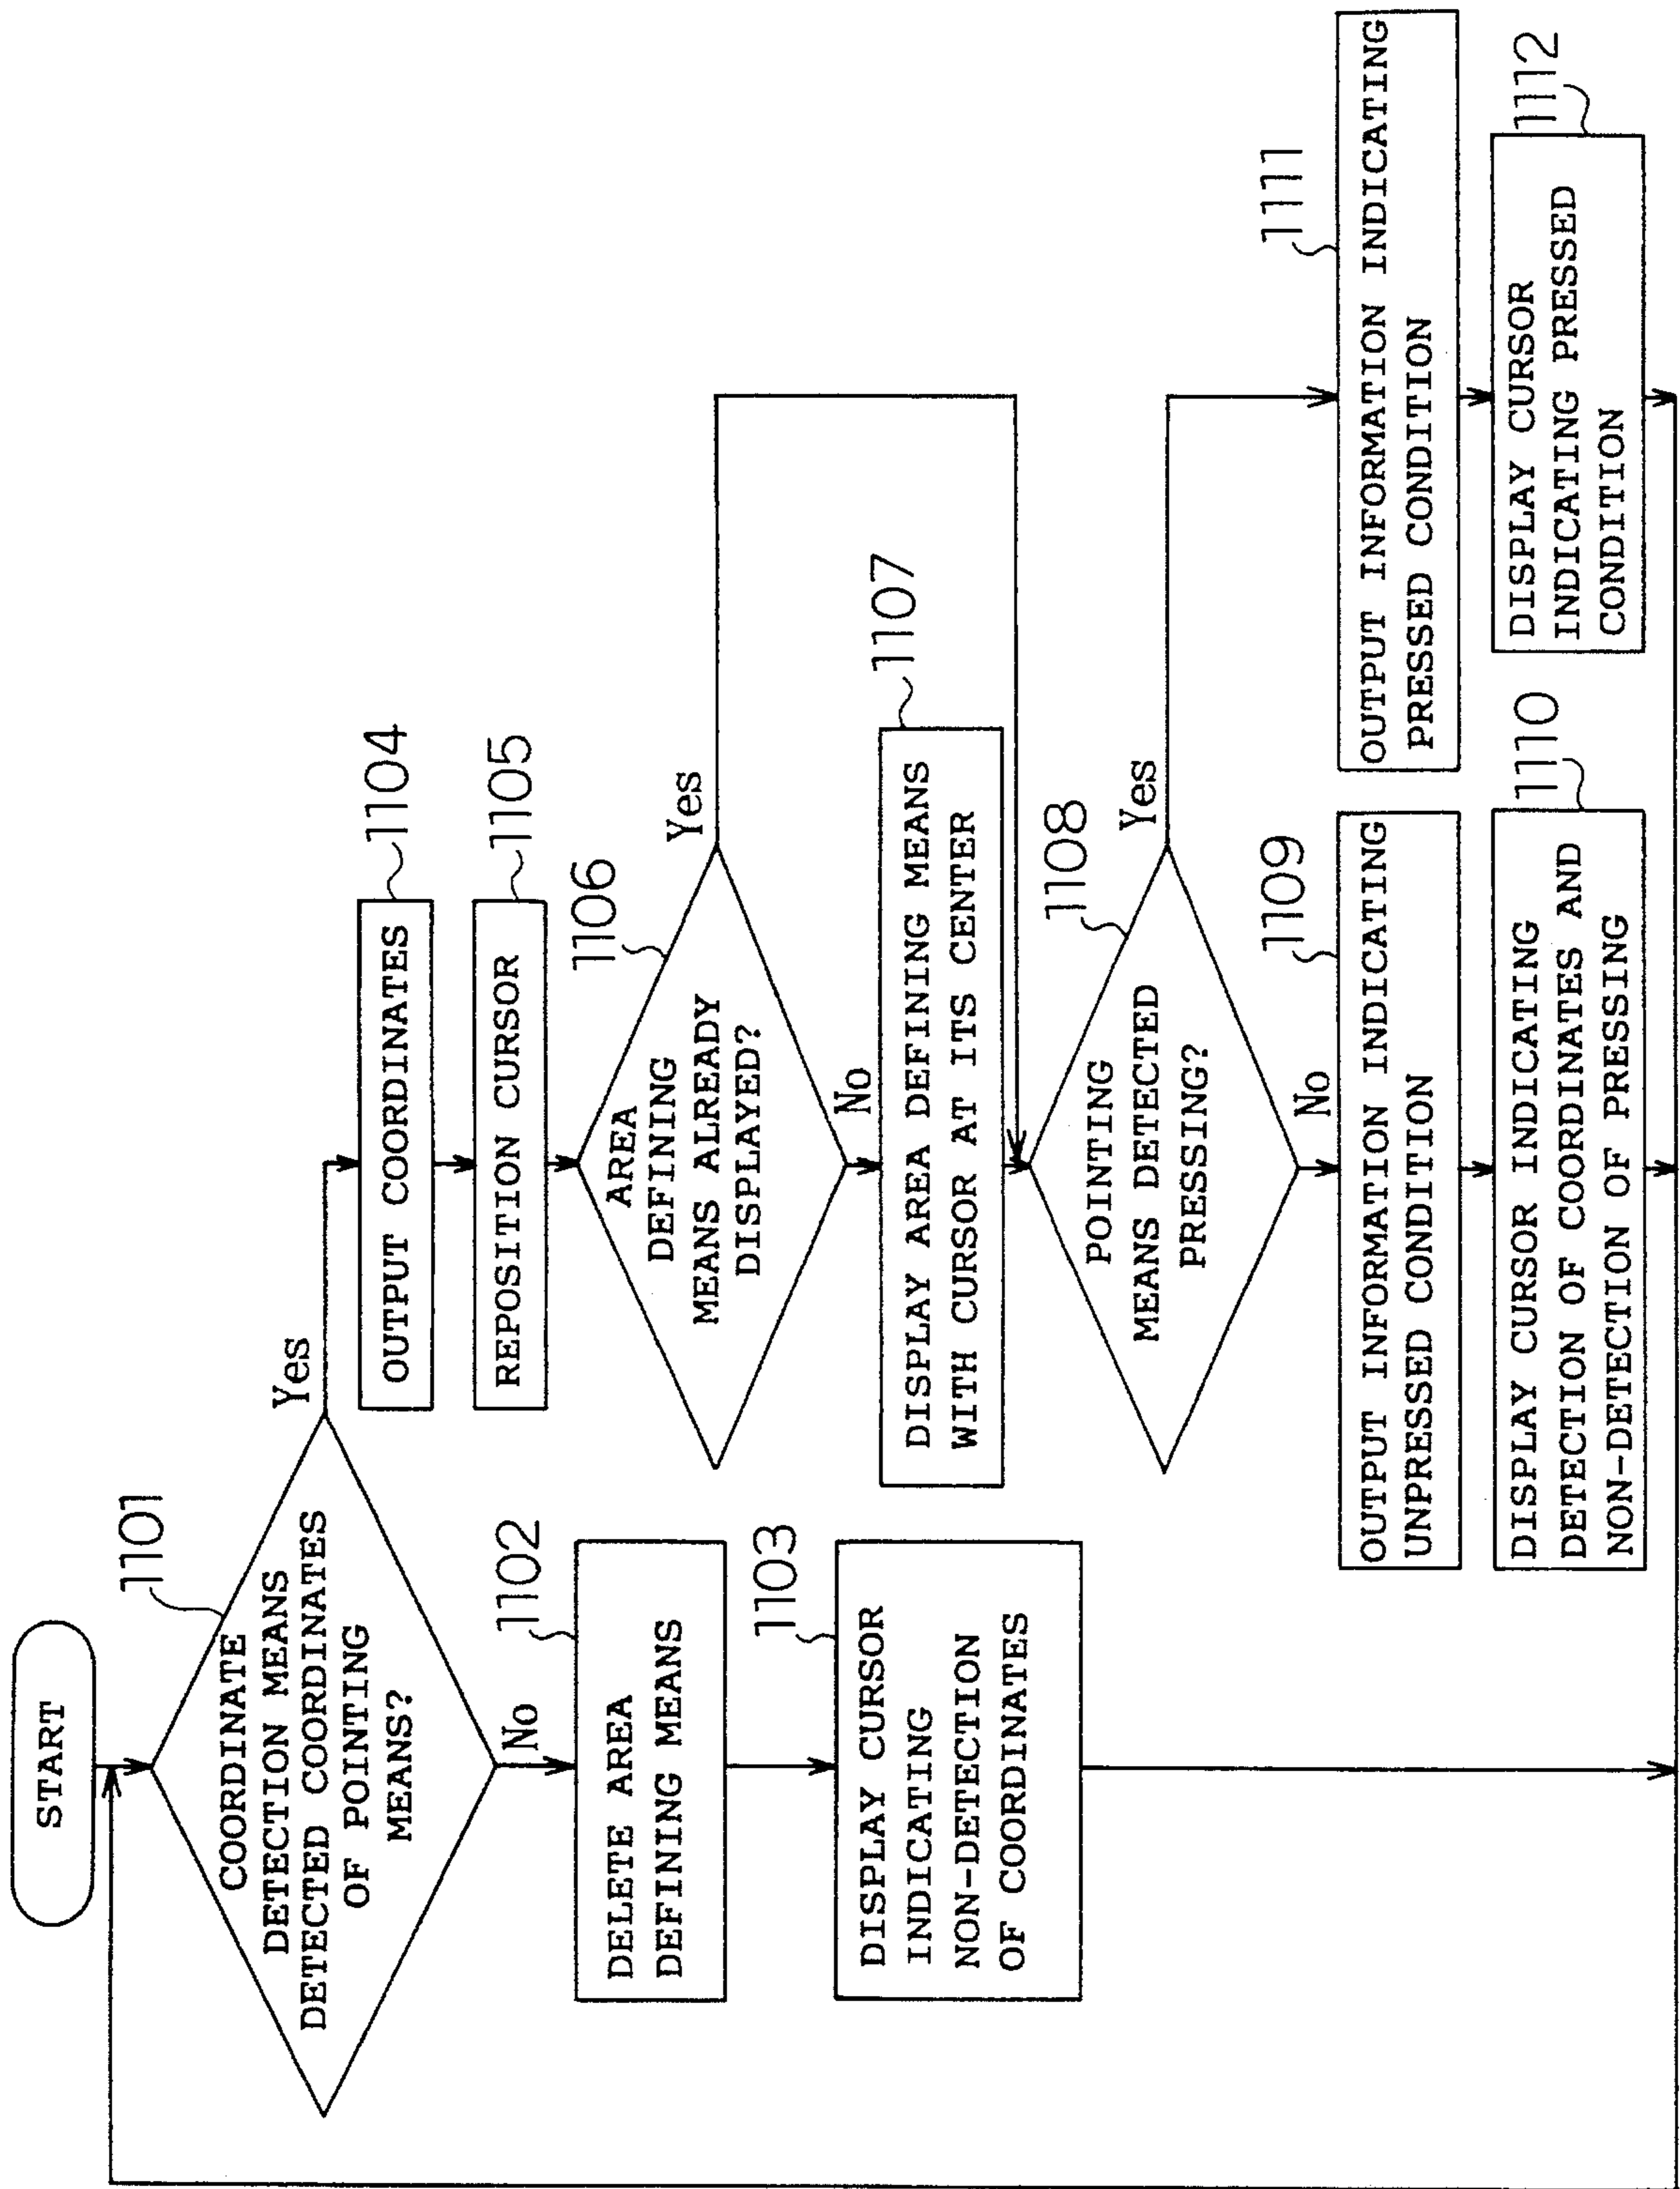 START
1101
COORDINATE
DETECTION MEANS
DETECTED COORDINATES
OF POINTING
MEANS?
Yes
No
1102
DELETE AREA
DEFINING MEANS
1103
DISPLAY CURSOR
INDICATING
NON-DETECTION
OF COORDINATES
OUTPUT COORDINATES
1104
REPOSITION CURSOR
1105
1106
AREA
DEFINING
MEANS ALREADY
DISPLAYED?
Yes
No
1107
DISPLAY AREA DEFINING MEANS
WITH CURSOR AT ITS CENTER
1108
POINTING
MEANS DETECTED
PRESSING?
Yes
No
1109
OUTPUT INFORMATION INDICATING
UNPRESSED CONDITION
1110
DISPLAY CURSOR INDICATING
DETECTION OF COORDINATES AND
NON-DETECTION OF PRESSING
1111
OUTPUT INFORMATION INDICATING
PRESSED CONDITION
1112
DISPLAY CURSOR
INDICATING PRESSED
CONDITION